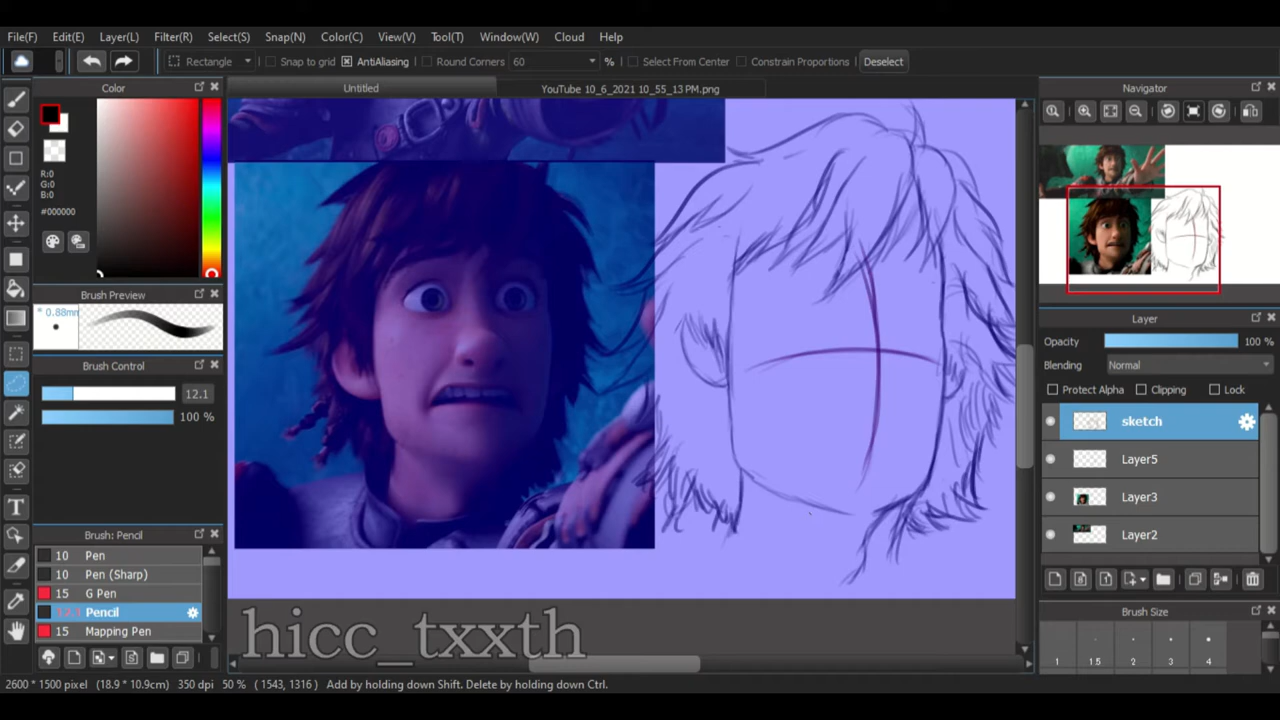 File(F) Edit(E) Layer(L) Filter(R) Select(S) Snap(N) Color(C) View(V) Tool(T) Window(W) Cloud Help
Rectangle Snap to grid AntiAliasing Round Corners 60 % Select From Center Constrain Proportions Deselect
Color
Untitled
YouTube 10_6_2021 10_55_13 PM.png
Navigator
R:0
G:0
B:0
#000000
Brush Preview
* 0.88mm
Brush Control
12.1
100 %
Layer
Opacity 100 %
Blending Normal
Protect Alpha Clipping Lock
sketch
Layer5
Layer3
Layer2
Brush: Pencil
10 Pen
10 Pen (Sharp)
15 G Pen
12.1 Pencil
15 Mapping Pen
Brush Size
1 1.5 2 3 4
hicc_txxth
2600 * 1500 pixel (18.9 * 10.9cm) 350 dpi 50 % ( 1543, 1316 ) Add by holding down Shift. Delete by holding down Ctrl.